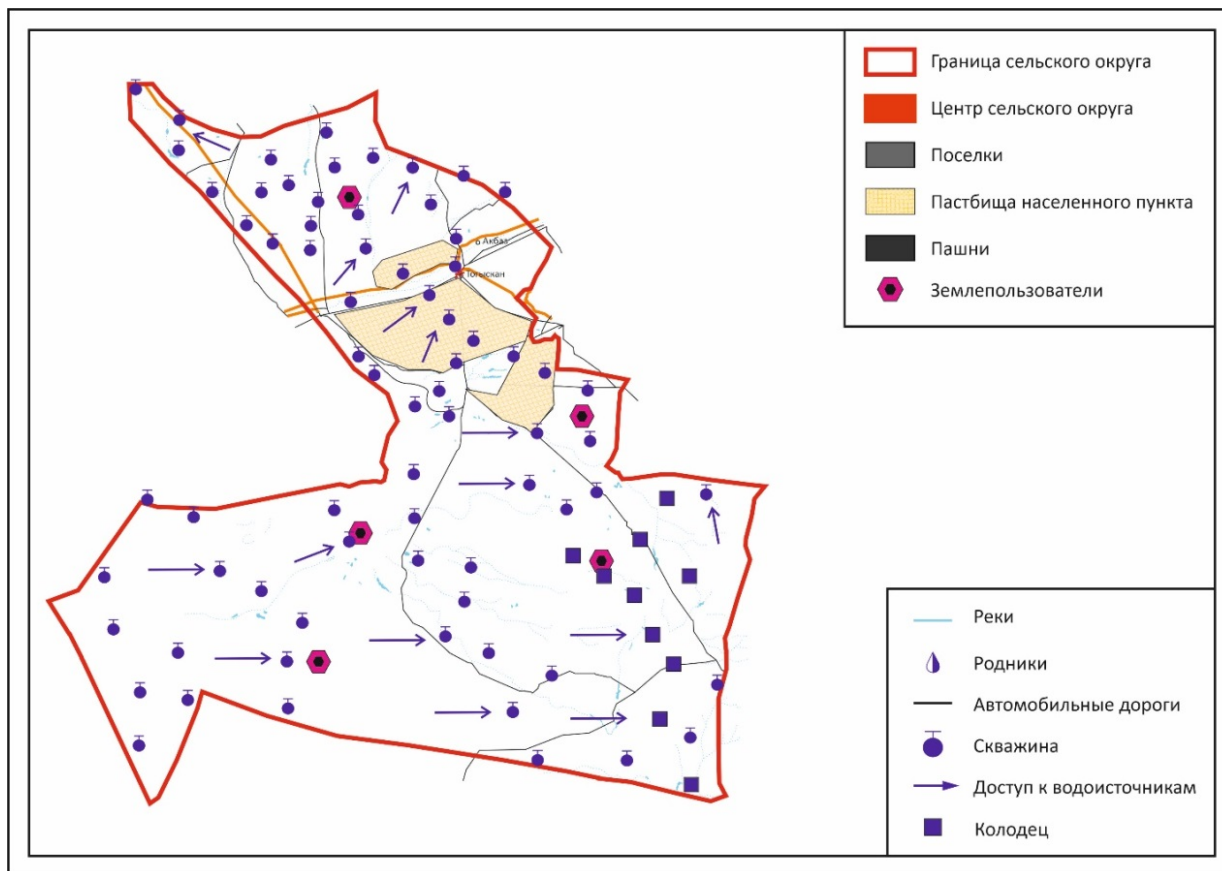 Граница сельского округа
Центр сельского округа
Поселки
Пастбища населенного пункта
Пашни
Землепользователи
Реки
Родники
Автомобильные дороги
Скважина
Доступ к водоисточникам
Колодец